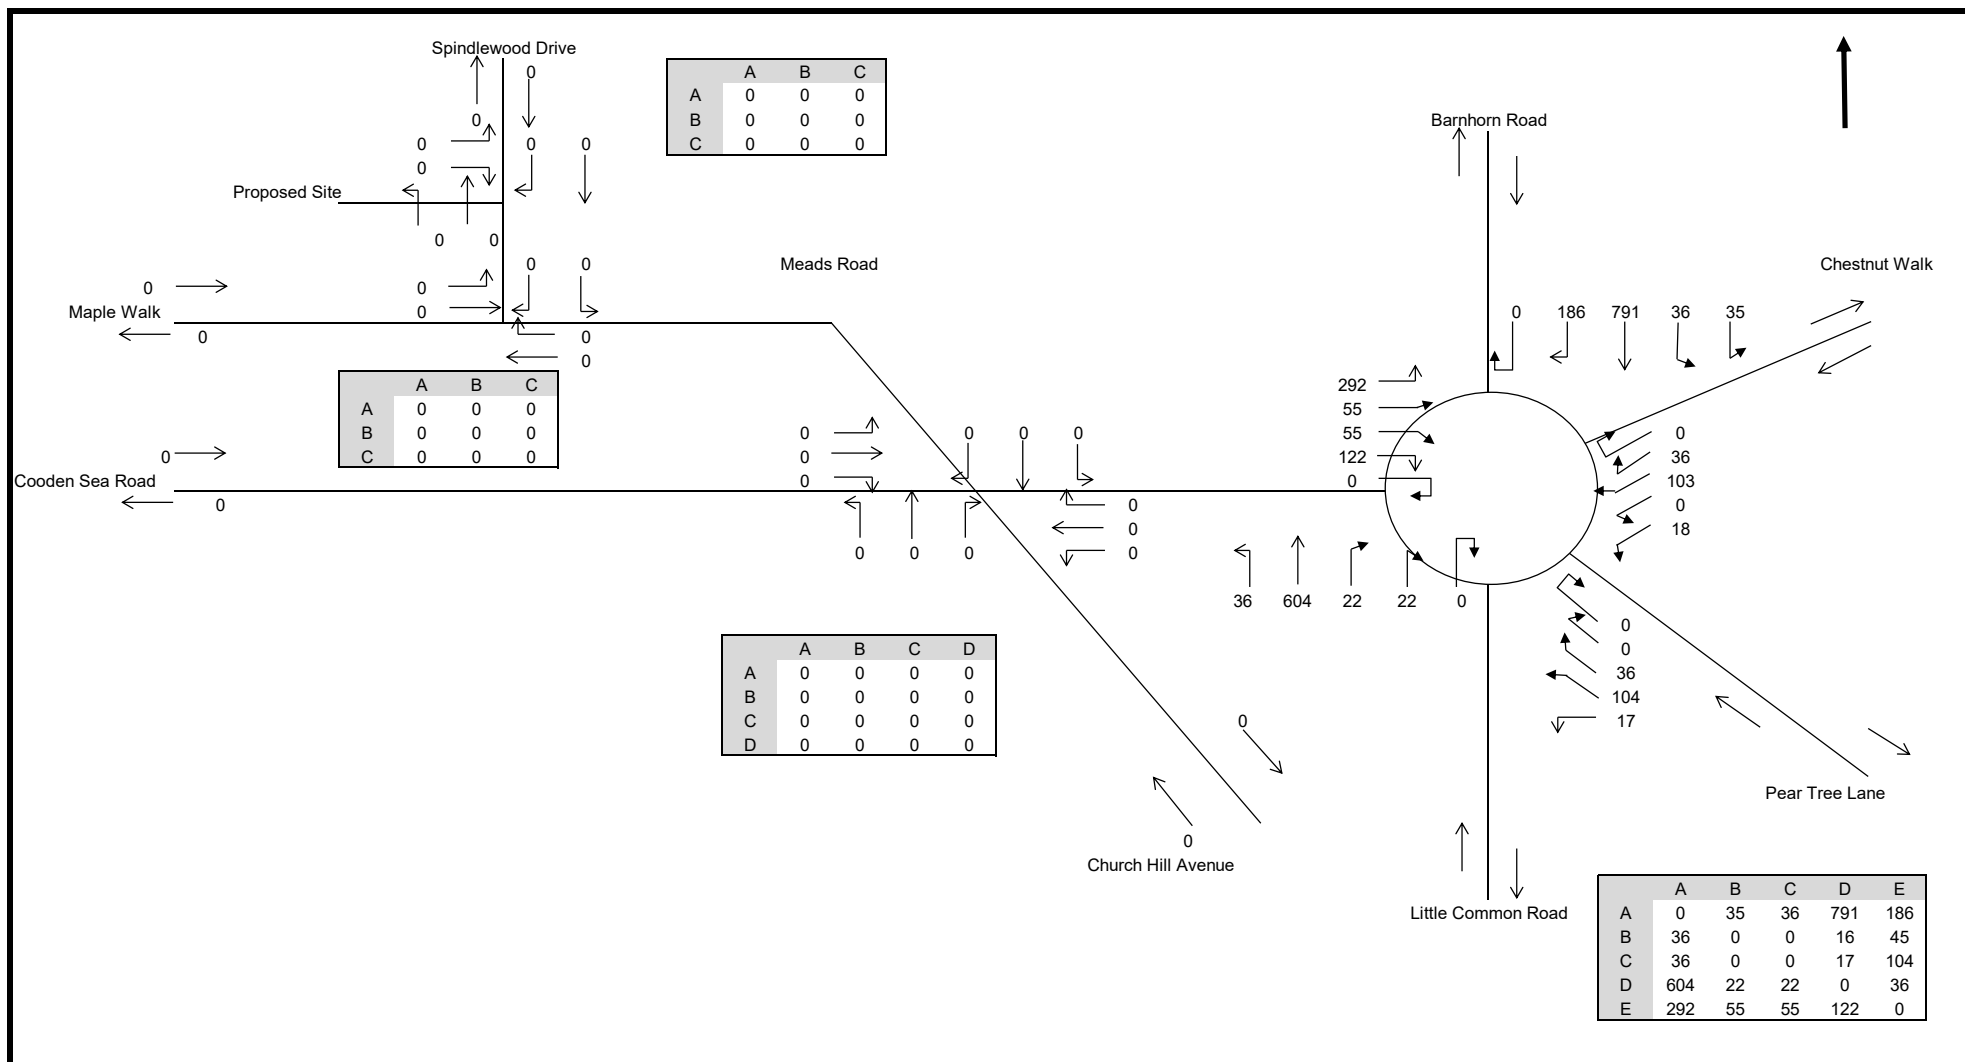 Spindlewood Drive
0
A B C
A 0 0 0
B 0 0 0
C 0 0 0
0
Barnhorn Road
0 0 0
0
Proposed Site
0 0
Meads Road
0 0
Chestnut Walk
0
0
Maple Walk
0
0
0
0
0 186 791 36 35
A B C
A 0 0 0
B 0 0 0
C 0 0 0
292
55
55
122
0
0
Cooden Sea Road
0
0
0
0
0 0 0
0
36
103
0
18
0
0
0
0 0 0
36 604 22 22 0
0
0
36
104
17
A B C D
A 0 0 0 0
B 0 0 0 0
C 0 0 0 0
D 0 0 0 0
0
0
Church Hill Avenue
Pear Tree Lane
Little Common Road
A B C D E
A 0 35 36 791 186
B 36 0 0 16 45
C 36 0 0 17 104
D 604 22 22 0 36
E 292 55 55 122 0